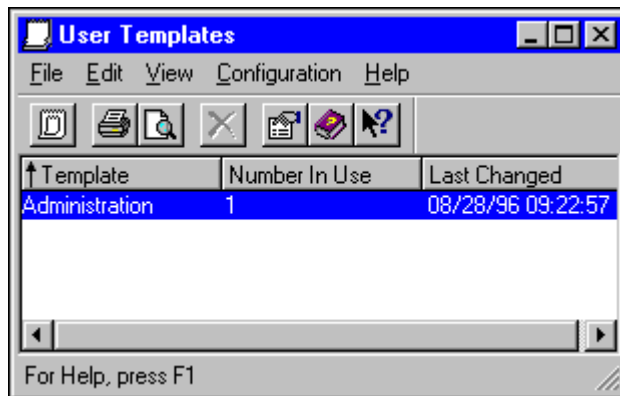 User Templates
File Edit View Configuration Help
Template Number In Use Last Changed
Administration 1 08/28/96 09:22:57
For Help, press F1